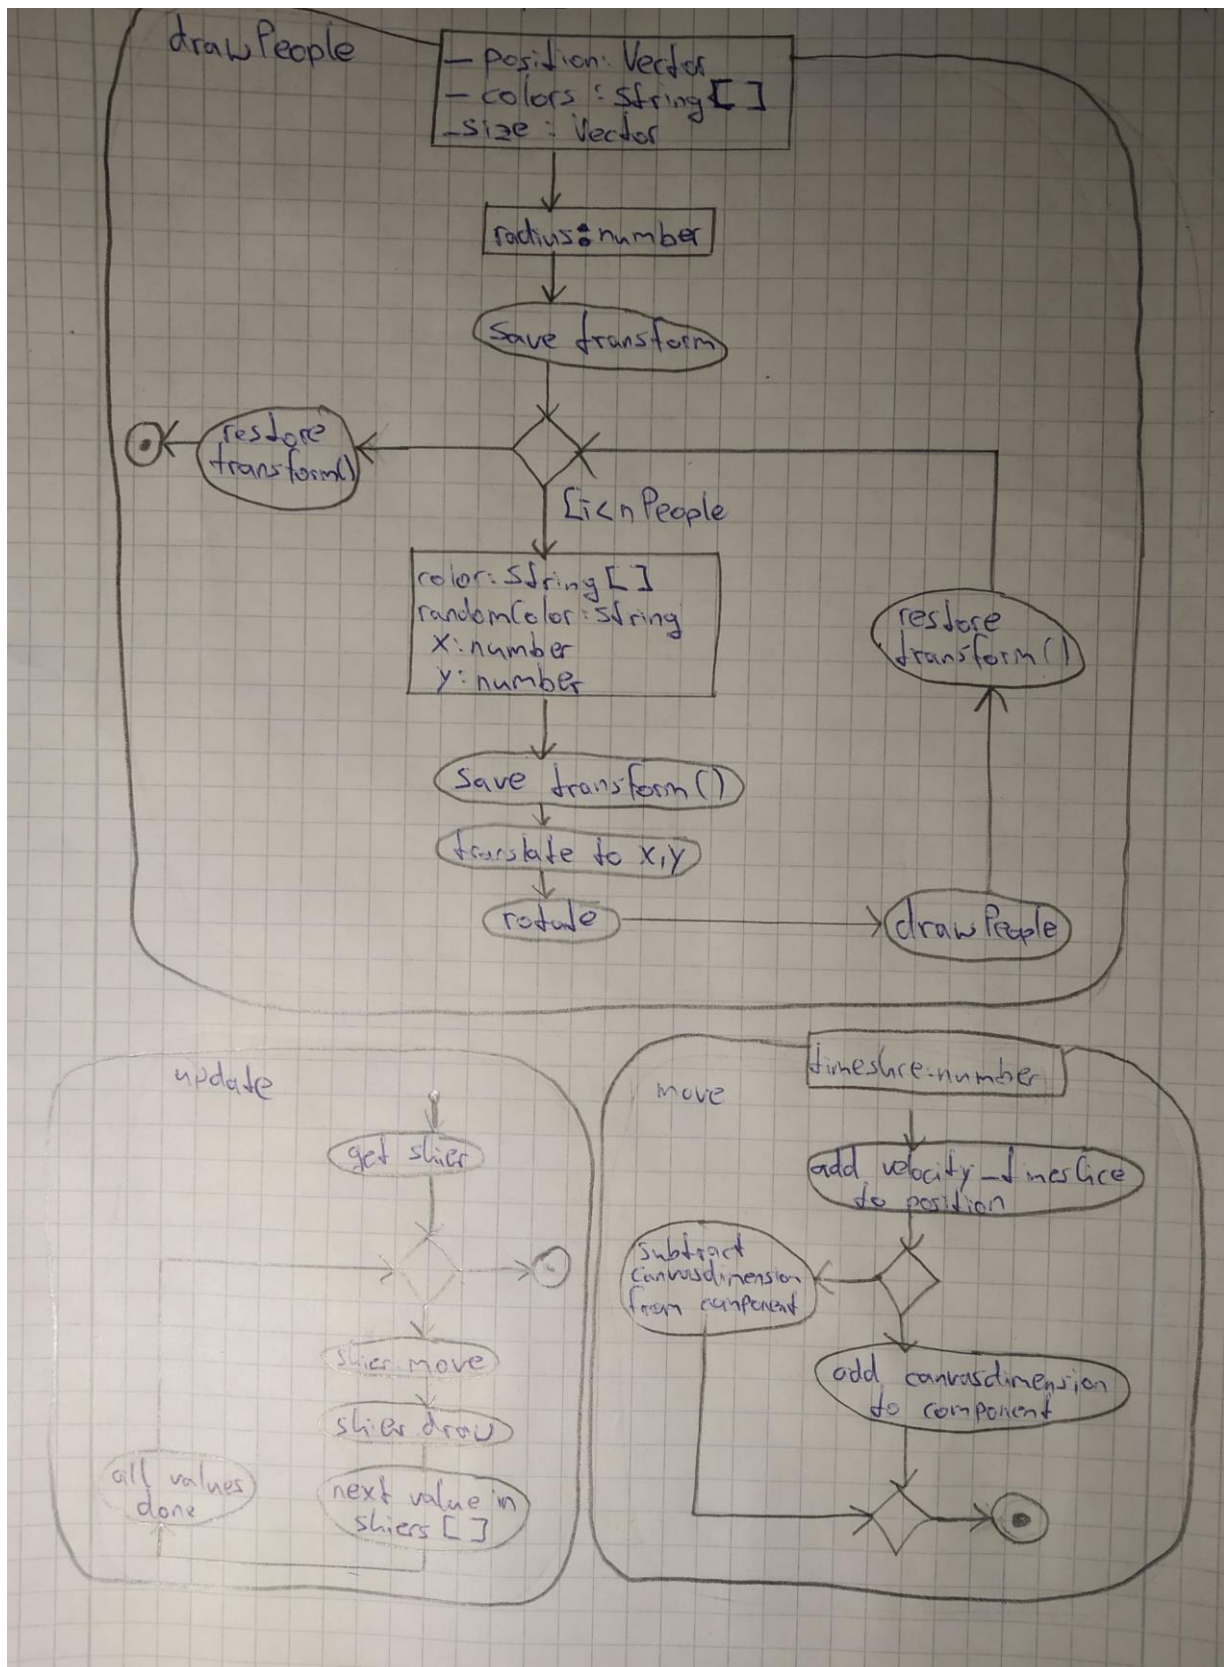 drawPeople
- position: Vector
- colors : String [ ]
- size : Vector
radius: number
save transform
restore
transform()
[i<nPeople
color: String [ ]
randomColor: String
x: number
y: number
restore
transform()
save transform()
translate to x,y
rotate
drawPeople
update
get skier
skier move
skier draw
next value in
skiers [ ]
all values
done
move
timeslice: number
add velocity_timeslice
to position
subtract
canvasdimension
from component
add canvasdimension
to component